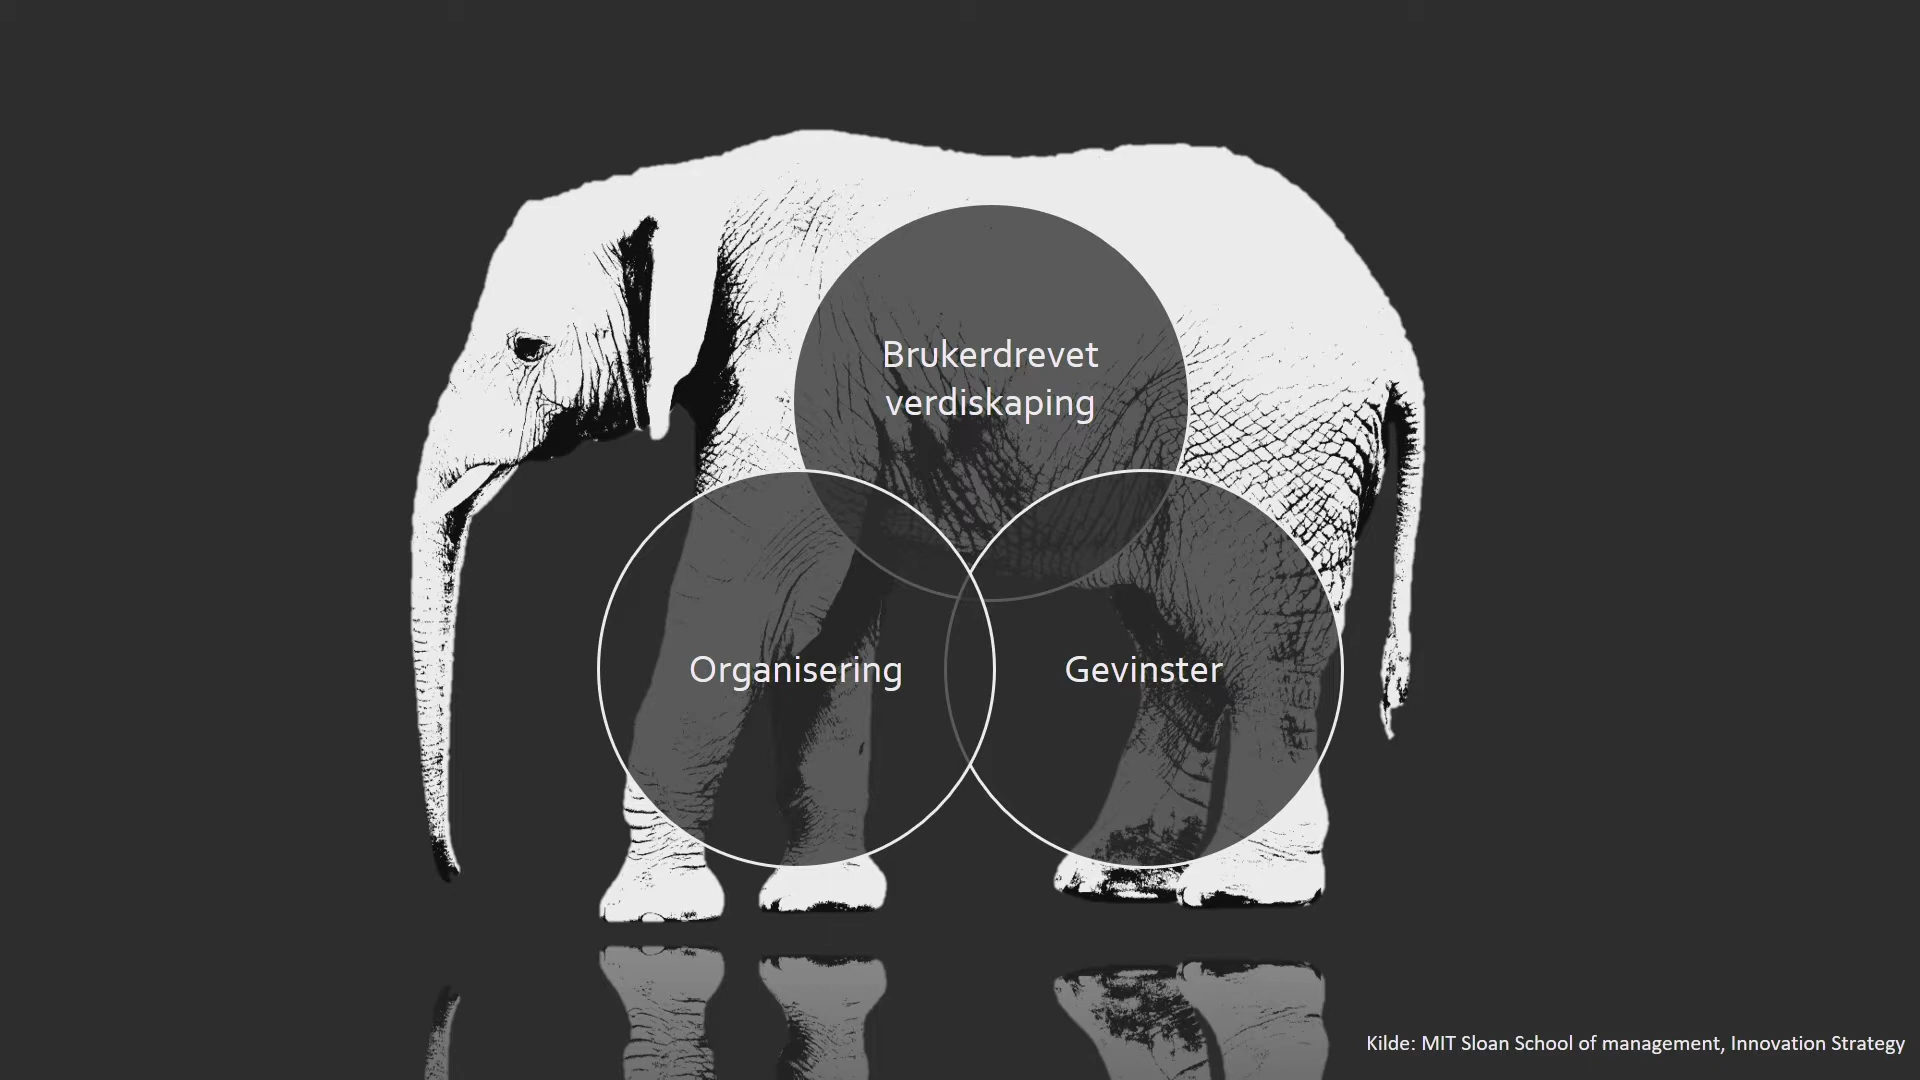 Brukerdrevet
verdiskaping
Organisering
Gevinster
Kilde: MIT Sloan School of management, Innovation Strategy